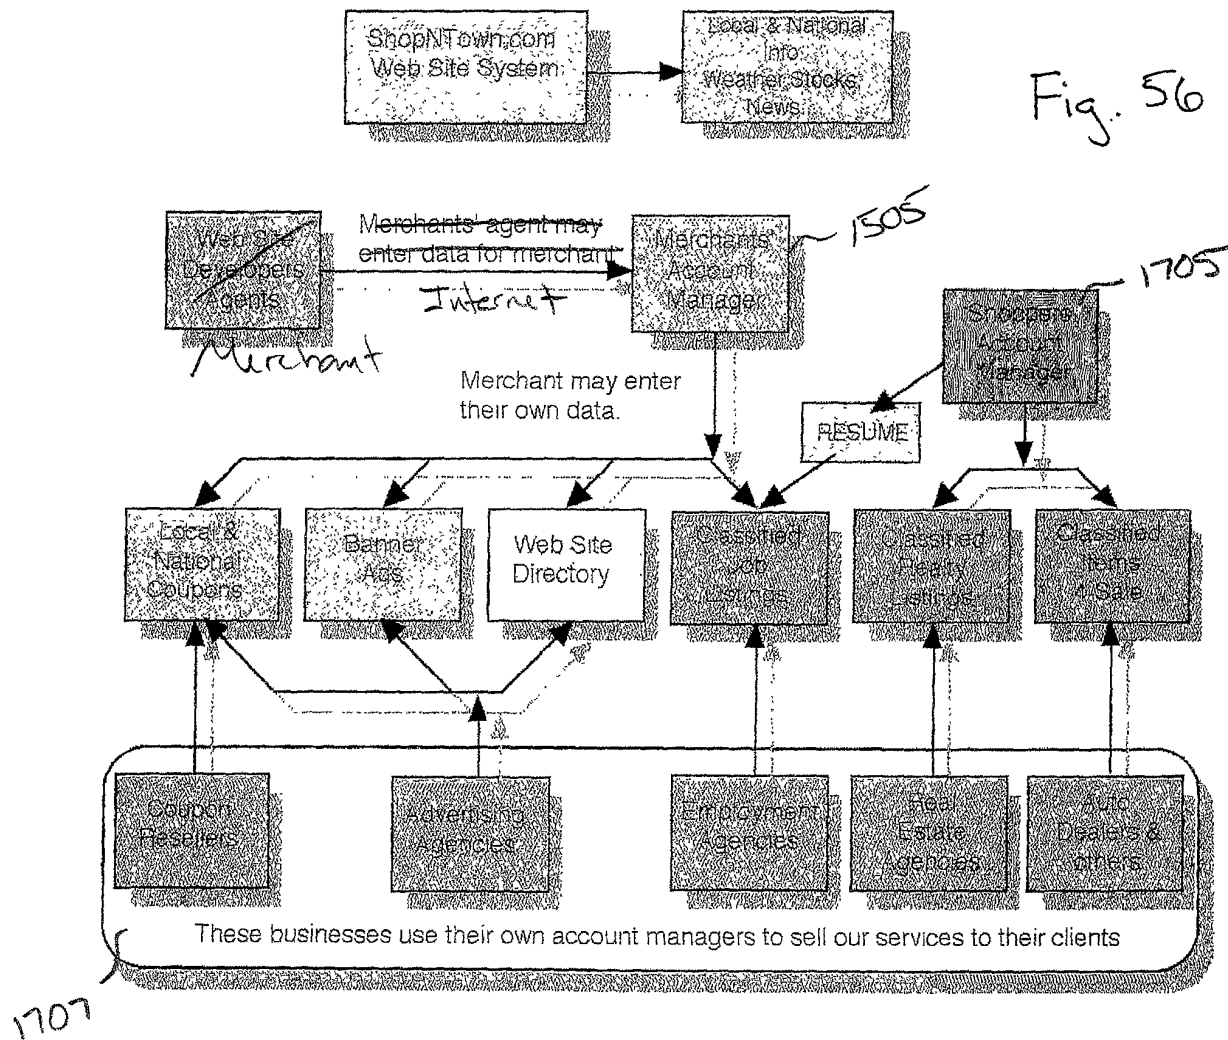 ShopNTown.com
Web Site System
Local & National
Info
Weather, Stocks
News
Fig. 56
Web Site
Developers
Agents
Merchants' agent may
enter data for merchant
Internet
Merchant
Merchants'
Account
Manager
1505
1705
Shoppers
Account
Manager
Merchant may enter
their own data.
RESUME
Local &
National
Coupons
Banner
Ads
Web Site
Directory
Classified
Job
Listings
Classified
Realty
Listings
Classified
Items
4 Sale
Coupon
Resellers
Advertising
Agencies
Employment
Agencies
Real
Estate
Agencies
Auto
Dealers &
others
These businesses use their own account managers to sell our services to their clients
1707